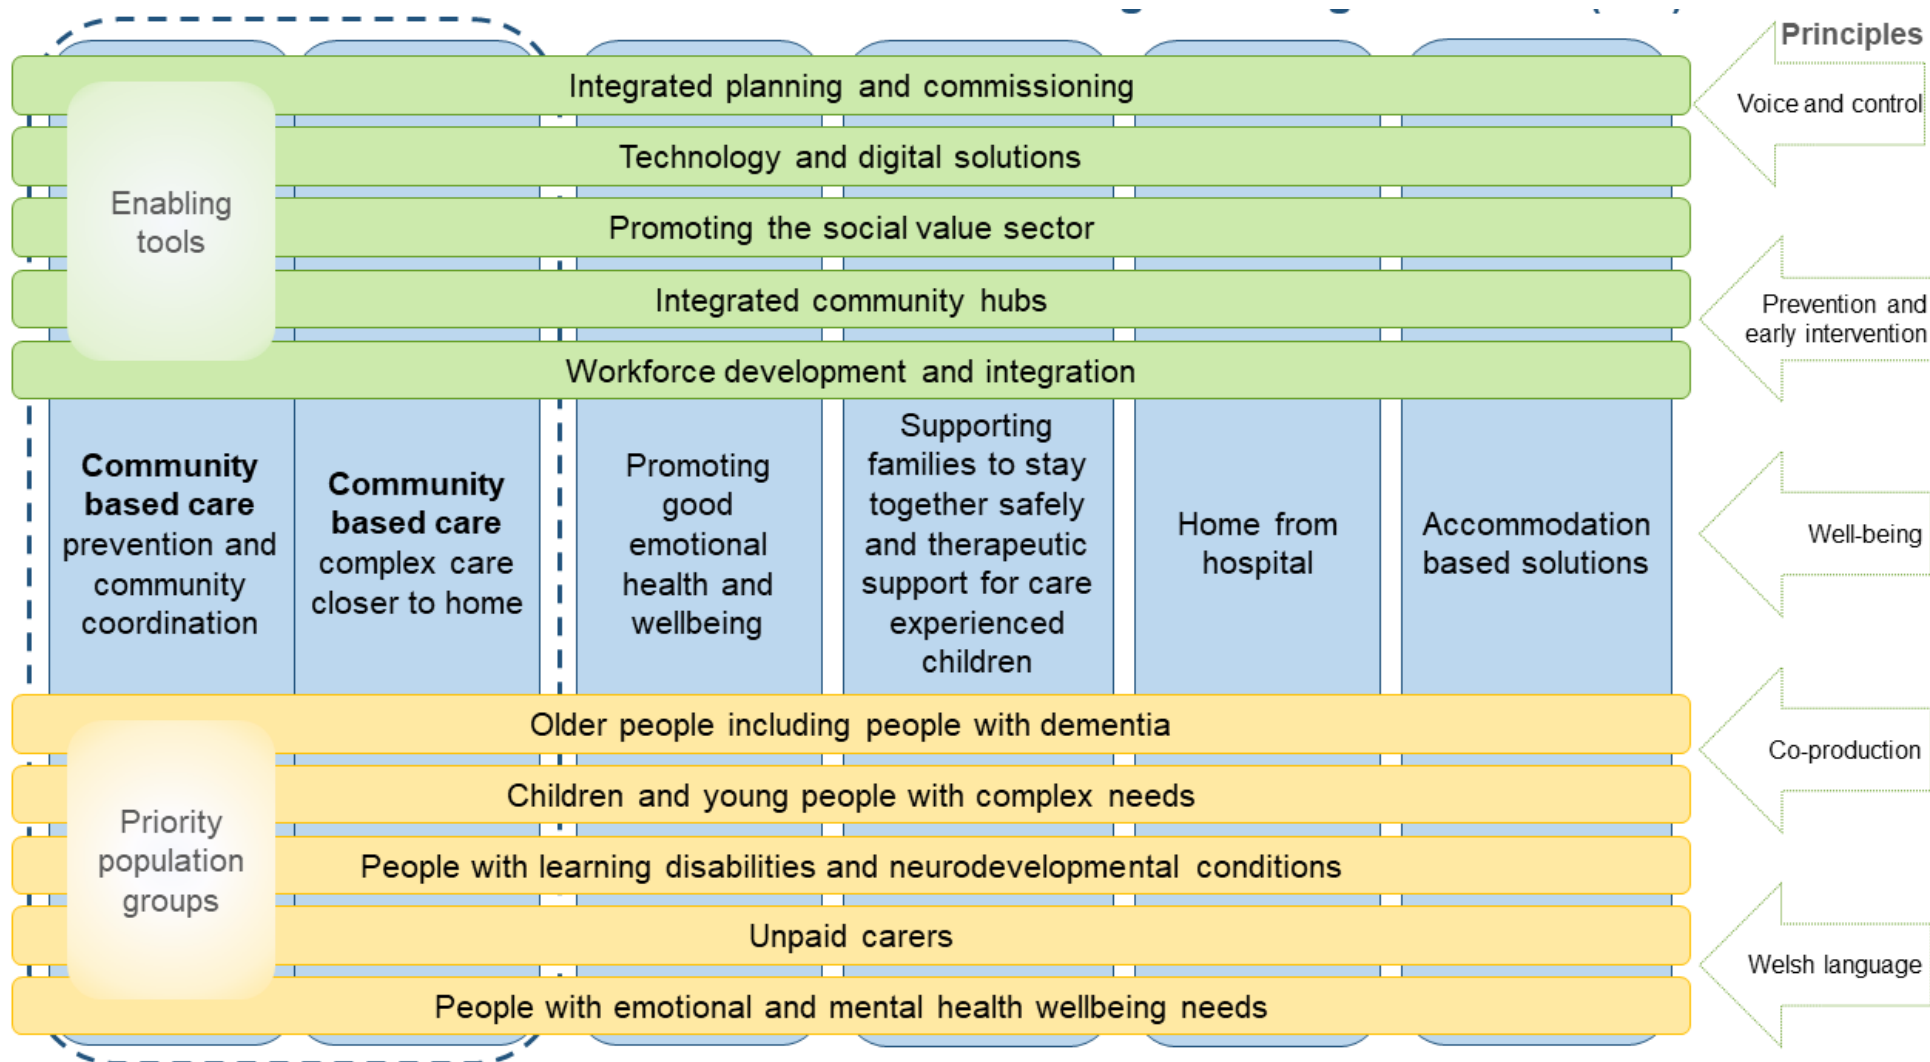 Principles
Integrated planning and commissioning
Technology and digital solutions
Promoting the social value sector
Integrated community hubs
Workforce development and integration
Enabling
tools
Community
based care
prevention and
community
coordination
Community
based care
complex care
closer to home
Promoting
good
emotional
health and
wellbeing
Supporting
families to stay
together safely
and therapeutic
support for care
experienced
children
Home from
hospital
Accommodation
based solutions
Older people including people with dementia
Children and young people with complex needs
People with learning disabilities and neurodevelopmental conditions
Unpaid carers
People with emotional and mental health wellbeing needs
Priority
population
groups
Voice and control
Prevention and
early intervention
Well-being
Co-production
Welsh language